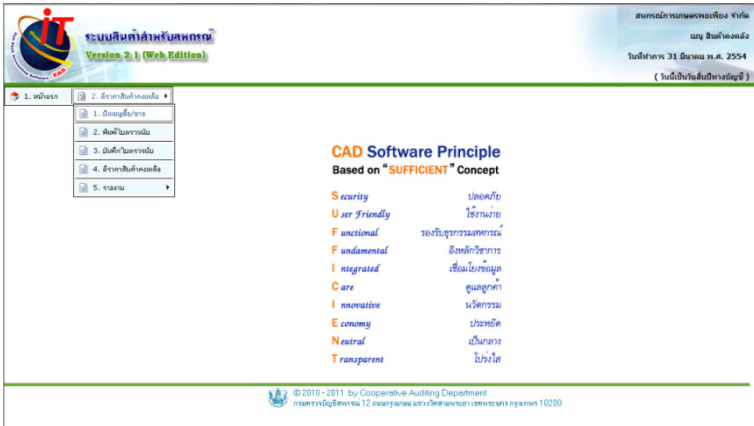 สหกรณ์การเกษตรพอเพียง จำกัด
ระบบสินค้าสำหรับสหกรณ์
เมนู สินค้าคงคลัง
Version 2.1 (Web Edition)
วันทำการ 31 มีนาคม พ.ศ. 2554
( วันนี้เป็นวันสิ้นปีทางบัญชี )
1. หน้าแรก
2. ตีราคาสินค้าคงเหลือ
1. ปิดเมนูซื้อ/ขาย
2. พิมพ์ใบตรวจนับ
3. บันทึกใบตรวจนับ
4. ตีราคาสินค้าคงเหลือ
5. รายงาน
CAD Software Principle
Based on "SUFFICIENT" Concept
Security ปลอดภัย
User Friendly ใช้งานง่าย
Functional รองรับธุรกรรมสหกรณ์
Fundamental อิงหลักวิชาการ
Integrated เชื่อมโยงข้อมูล
Care ดูแลลูกค้า
Innovative นวัตกรรม
Economy ประหยัด
Neutral เป็นกลาง
Transparent โปร่งใส
© 2010 - 2011 by Cooperative Auditing Department
กรมตรวจบัญชีสหกรณ์ 12 ถนนกรุงเกษม แขวงวัดสามพระยา เขตพระนคร กรุงเทพฯ 10200